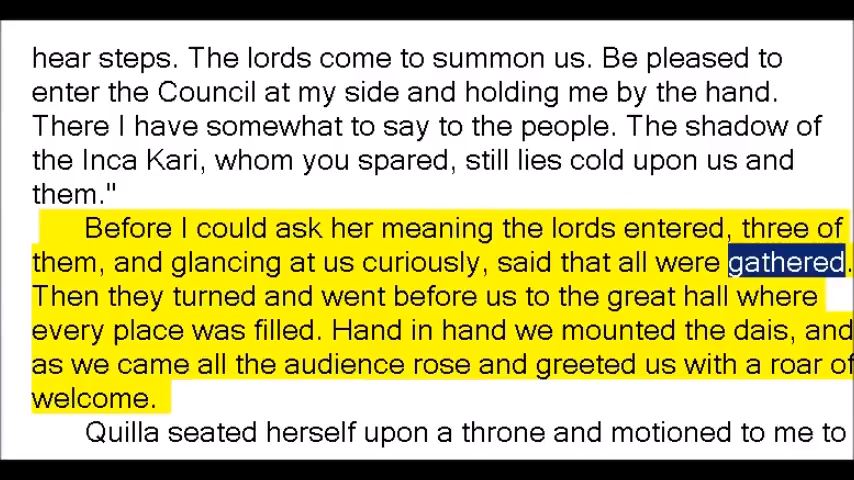 hear steps. The lords come to summon us. Be pleased to
enter the Council at my side and holding me by the hand.
There I have somewhat to say to the people. The shadow of
the Inca Kari, whom you spared, still lies cold upon us and
them."
Before I could ask her meaning the lords entered, three of
them, and glancing at us curiously, said that all were gathered.
Then they turned and went before us to the great hall where
every place was filled. Hand in hand we mounted the dais, and
as we came all the audience rose and greeted us with a roar of
welcome.
Quilla seated herself upon a throne and motioned to me to